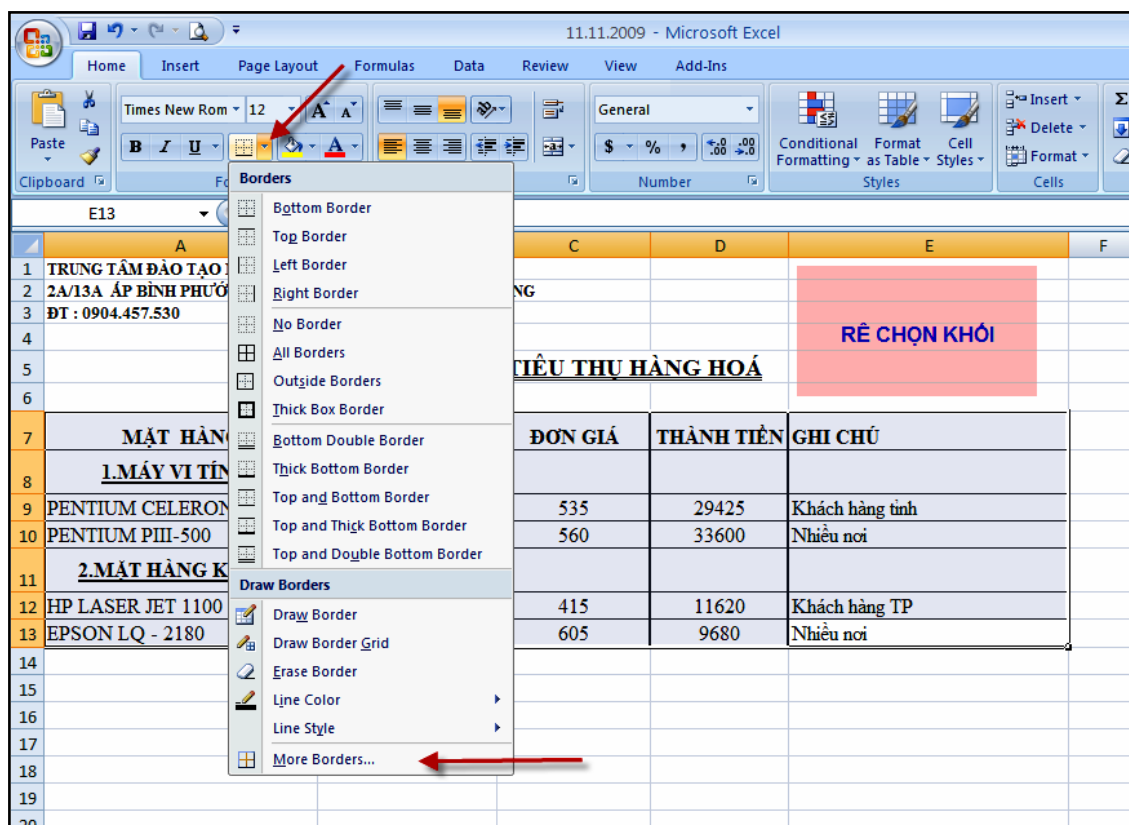 11.11.2009 - Microsoft Excel
Home Insert Page Layout Formulas Data Review View Add-Ins
Times New Rom 12 A A General Insert Σ
Paste B I U A $ % , .00 .00 Conditional Formatting Format as Table Cell Styles Delete
Format
Clipboard Number Styles Cells
E13
Borders
Bottom Border
Top Border
Left Border
Right Border
No Border
All Borders
Outside Borders
Thick Box Border
Bottom Double Border
Thick Bottom Border
Top and Bottom Border
Top and Thick Bottom Border
Top and Double Bottom Border
Draw Borders
Draw Border
Draw Border Grid
Erase Border
Line Color
Line Style
More Borders...
A C D E F
1 TRUNG TÂM ĐÀO TẠO
2 2A/13A ẤP BÌNH PHƯỚ NG
3 ĐT : 0904.457.530
4 RÊ CHỌN KHỐI
5 TIÊU THỤ HÀNG HOÁ
6
7 MẶT HÀN ĐƠN GIÁ THÀNH TIỀN GHI CHÚ
8 1.MÁY VI TÍN
9 PENTIUM CELERON 535 29425 Khách hàng tỉnh
10 PENTIUM PIII-500 560 33600 Nhiều nơi
11 2.MẶT HÀNG K
12 HP LASER JET 1100 415 11620 Khách hàng TP
13 EPSON LQ - 2180 605 9680 Nhiều nơi
14
15
16
17
18
19
20